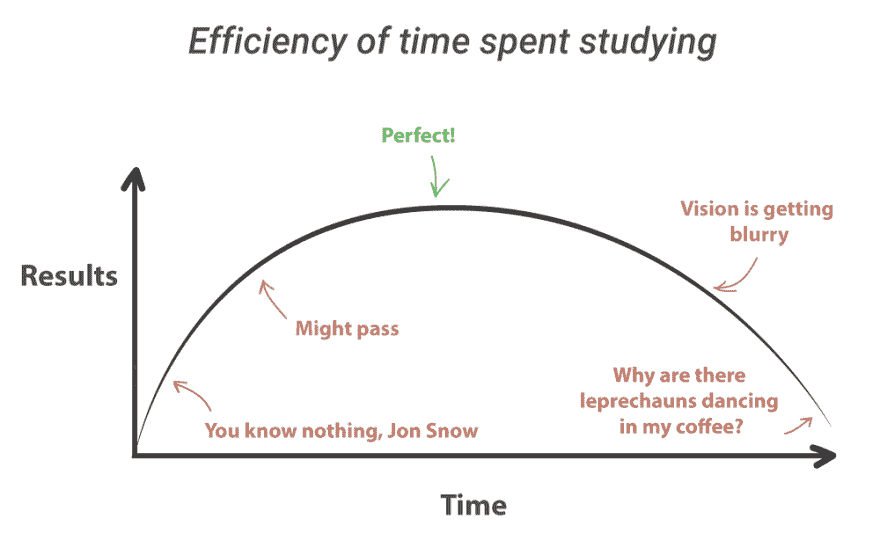 Efficiency of time spent studying
Perfect!
Vision is getting
blurry
Results
Might pass
Why are there
leprechauns dancing
in my coffee?
You know nothing, Jon Snow
Time